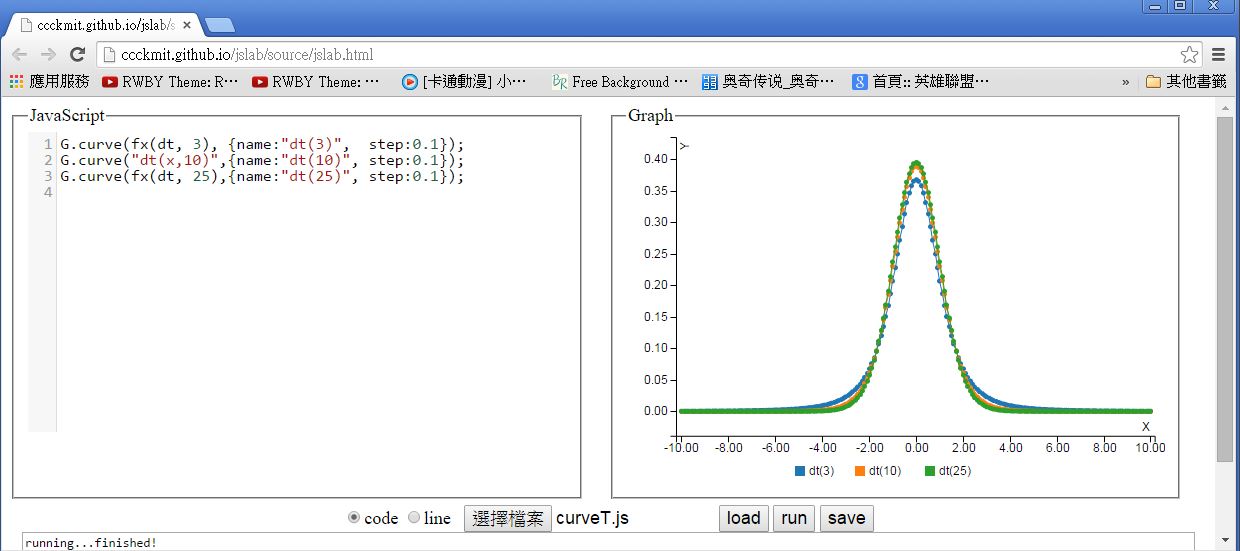 ccckmit.github.io/jslab/s
ccckmit.github.io/jslab/source/jslab.html
應用服務 RWBY Theme: R⋯ RWBY Theme: ⋯ [卡通動漫] 小⋯ Free Background ⋯ 奥奇传说_奥奇⋯ 首頁:: 英雄聯盟⋯ » 其他書籤
JavaScript
1 G.curve(fx(dt, 3), {name:"dt(3)",  step:0.1});
2 G.curve("dt(x,10)",{name:"dt(10)", step:0.1});
3 G.curve(fx(dt, 25),{name:"dt(25)", step:0.1});
4
Graph
Y
0.40
0.35
0.30
0.25
0.20
0.15
0.10
0.05
0.00
X
-10.00 -8.00 -6.00 -4.00 -2.00 0.00 2.00 4.00 6.00 8.00 10.00
dt(3) dt(10) dt(25)
code line 選擇檔案 curveT.js load run save
running...finished!